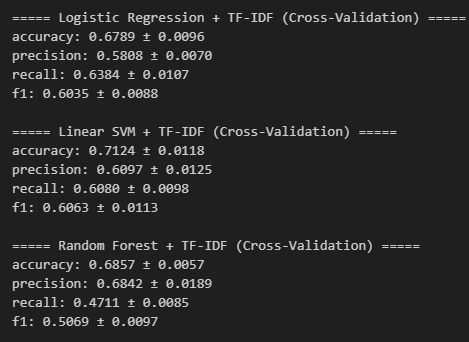 ===== Logistic Regression + TF-IDF (Cross-Validation) =====
accuracy: 0.6789 ± 0.0096
precision: 0.5808 ± 0.0070
recall: 0.6384 ± 0.0107
f1: 0.6035 ± 0.0088
===== Linear SVM + TF-IDF (Cross-Validation) =====
accuracy: 0.7124 ± 0.0118
precision: 0.6097 ± 0.0125
recall: 0.6080 ± 0.0098
f1: 0.6063 ± 0.0113
===== Random Forest + TF-IDF (Cross-Validation) =====
accuracy: 0.6857 ± 0.0057
precision: 0.6842 ± 0.0189
recall: 0.4711 ± 0.0085
f1: 0.5069 ± 0.0097